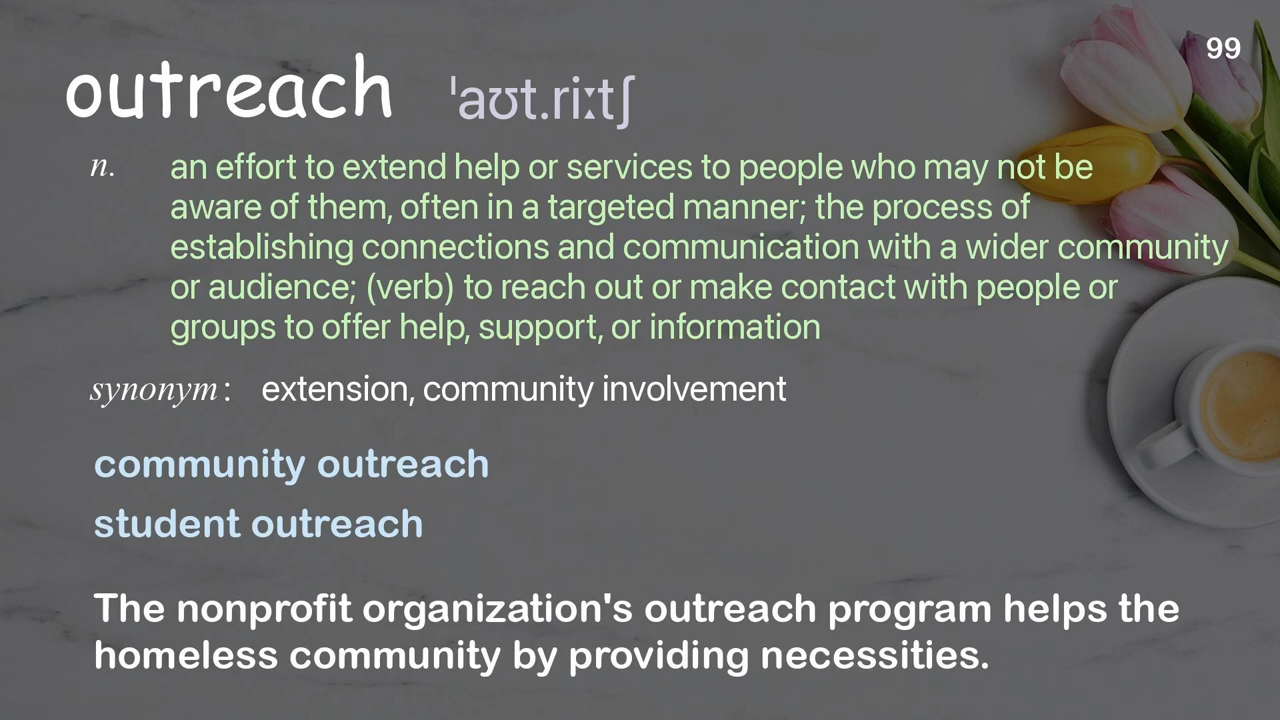 99
outreach ˈaʊt.riːtʃ
n. an effort to extend help or services to people who may not be
aware of them, often in a targeted manner; the process of
establishing connections and communication with a wider community
or audience; (verb) to reach out or make contact with people or
groups to offer help, support, or information
synonym: extension, community involvement
community outreach
student outreach
The nonprofit organization's outreach program helps the
homeless community by providing necessities.